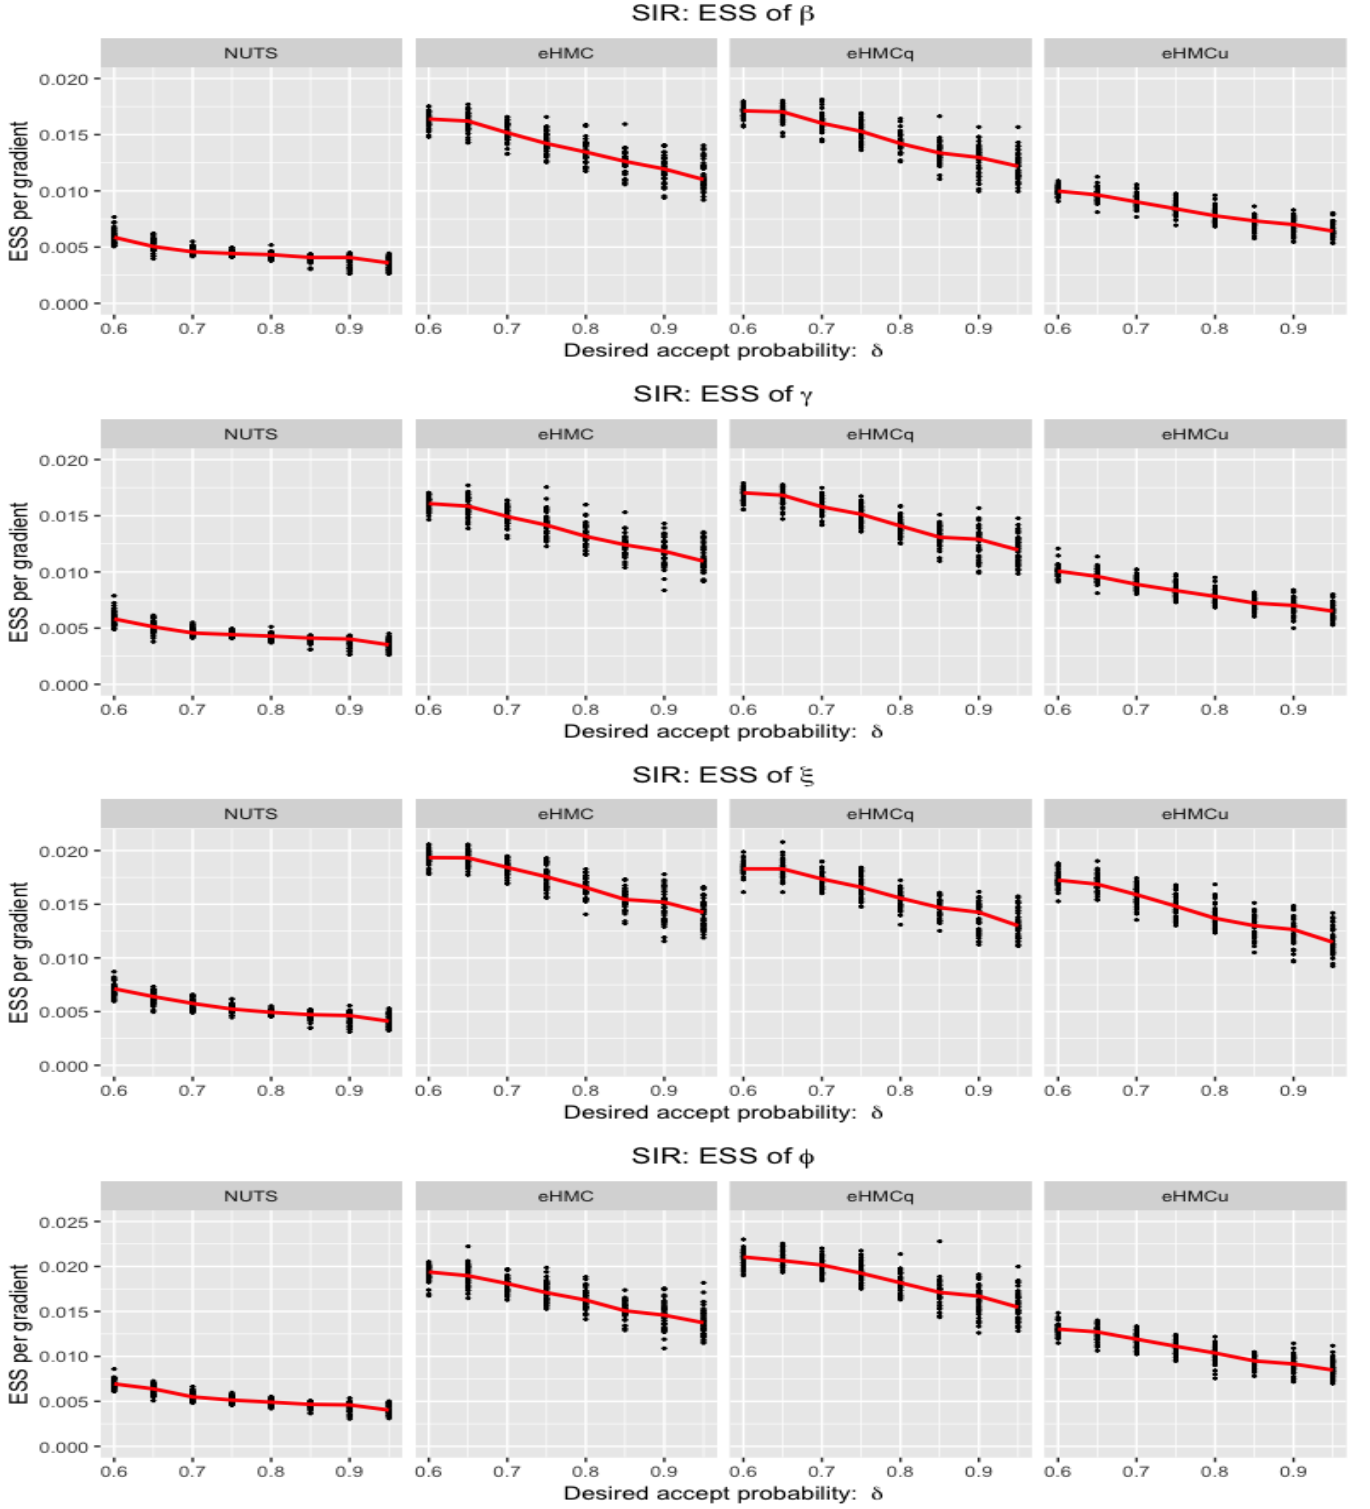 SIR: ESS of β
NUTS eHMC eHMCq eHMCu
ESS per gradient
0.020
0.015
0.010
0.005
0.000
0.6 0.7 0.8 0.9 0.6 0.7 0.8 0.9 0.6 0.7 0.8 0.9 0.6 0.7 0.8 0.9
Desired accept probability: δ
SIR: ESS of γ
NUTS eHMC eHMCq eHMCu
ESS per gradient
0.020
0.015
0.010
0.005
0.000
0.6 0.7 0.8 0.9 0.6 0.7 0.8 0.9 0.6 0.7 0.8 0.9 0.6 0.7 0.8 0.9
Desired accept probability: δ
SIR: ESS of ξ
NUTS eHMC eHMCq eHMCu
ESS per gradient
0.020
0.015
0.010
0.005
0.000
0.6 0.7 0.8 0.9 0.6 0.7 0.8 0.9 0.6 0.7 0.8 0.9 0.6 0.7 0.8 0.9
Desired accept probability: δ
SIR: ESS of ϕ
NUTS eHMC eHMCq eHMCu
ESS per gradient
0.025
0.020
0.015
0.010
0.005
0.000
0.6 0.7 0.8 0.9 0.6 0.7 0.8 0.9 0.6 0.7 0.8 0.9 0.6 0.7 0.8 0.9
Desired accept probability: δ